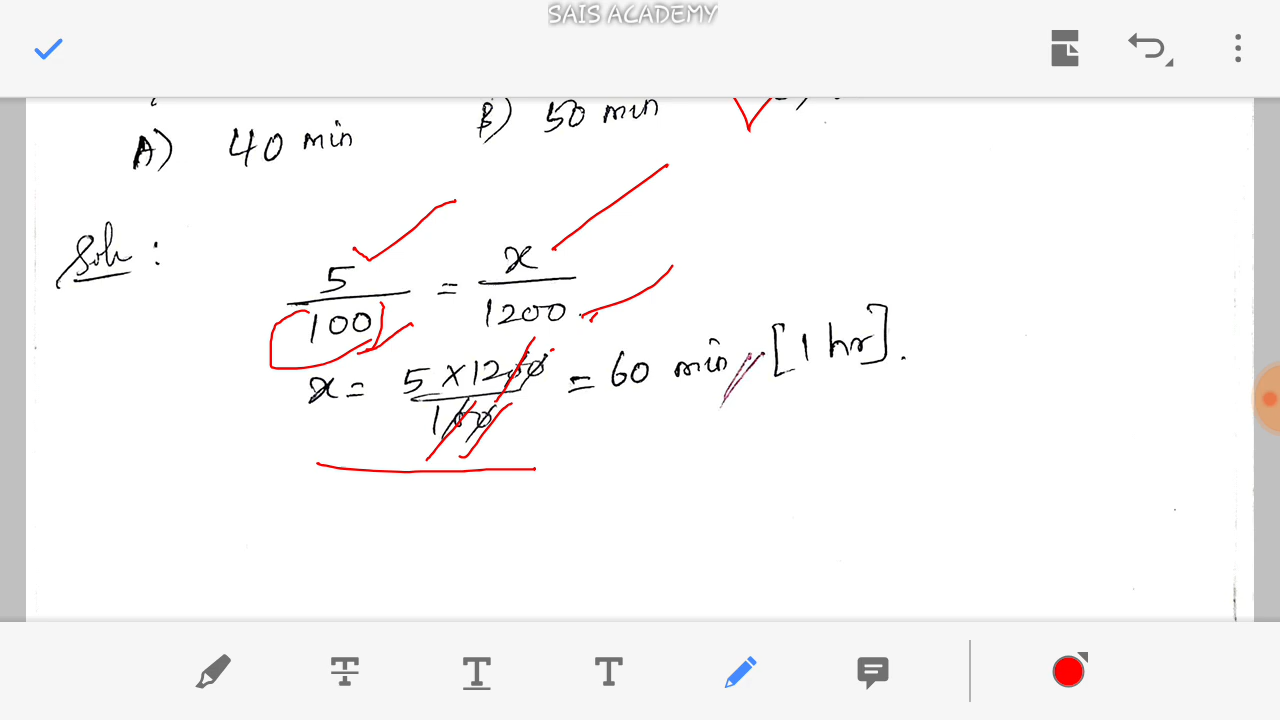 SAIS ACADEMY
A) 40 min B) 50 min
Soln :
5/100 = x/1200
x = 5 X 1200/100 = 60 min [1 hr].